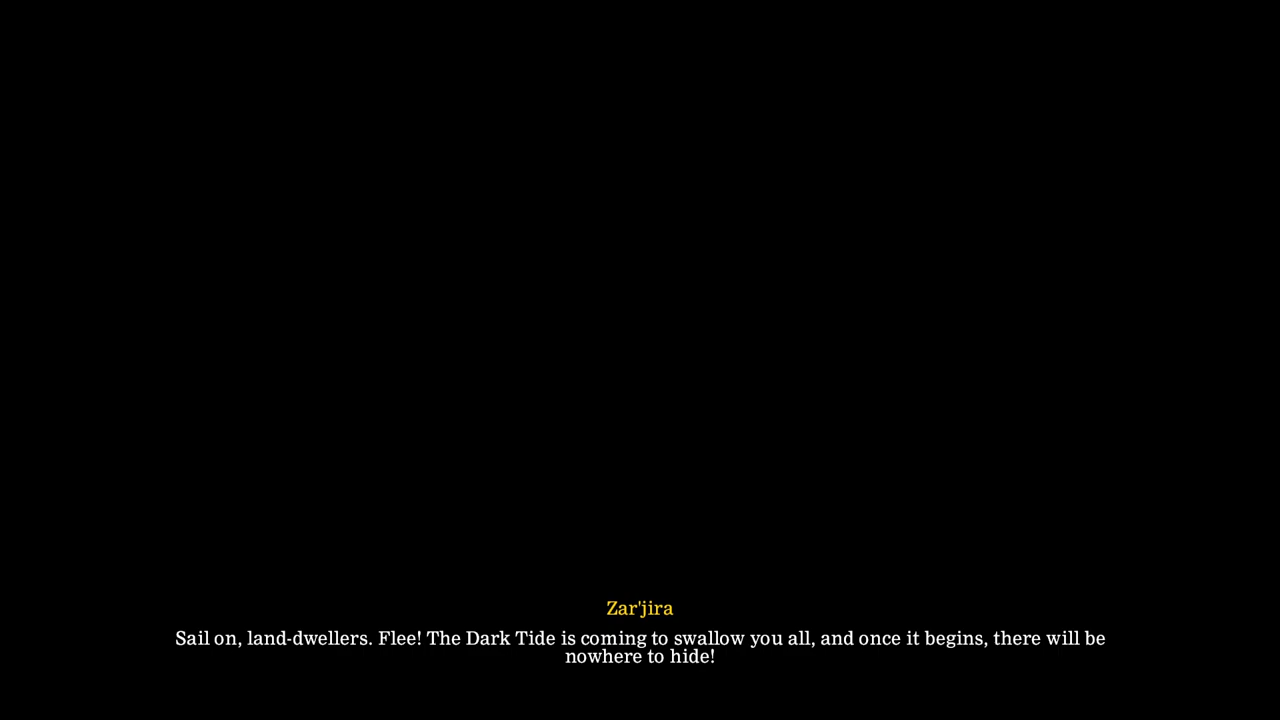 Zar'jira
Sail on, land-dwellers. Flee! The Dark Tide is coming to swallow you all, and once it begins, there will be
nowhere to hide!